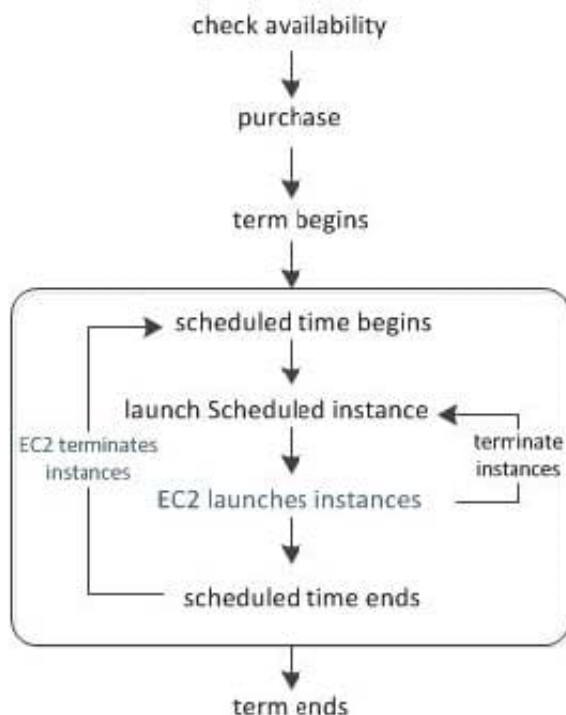 check availability
purchase
term begins
scheduled time begins
launch Scheduled instance
EC2 terminates
instances
terminate
instances
EC2 launches instances
scheduled time ends
term ends